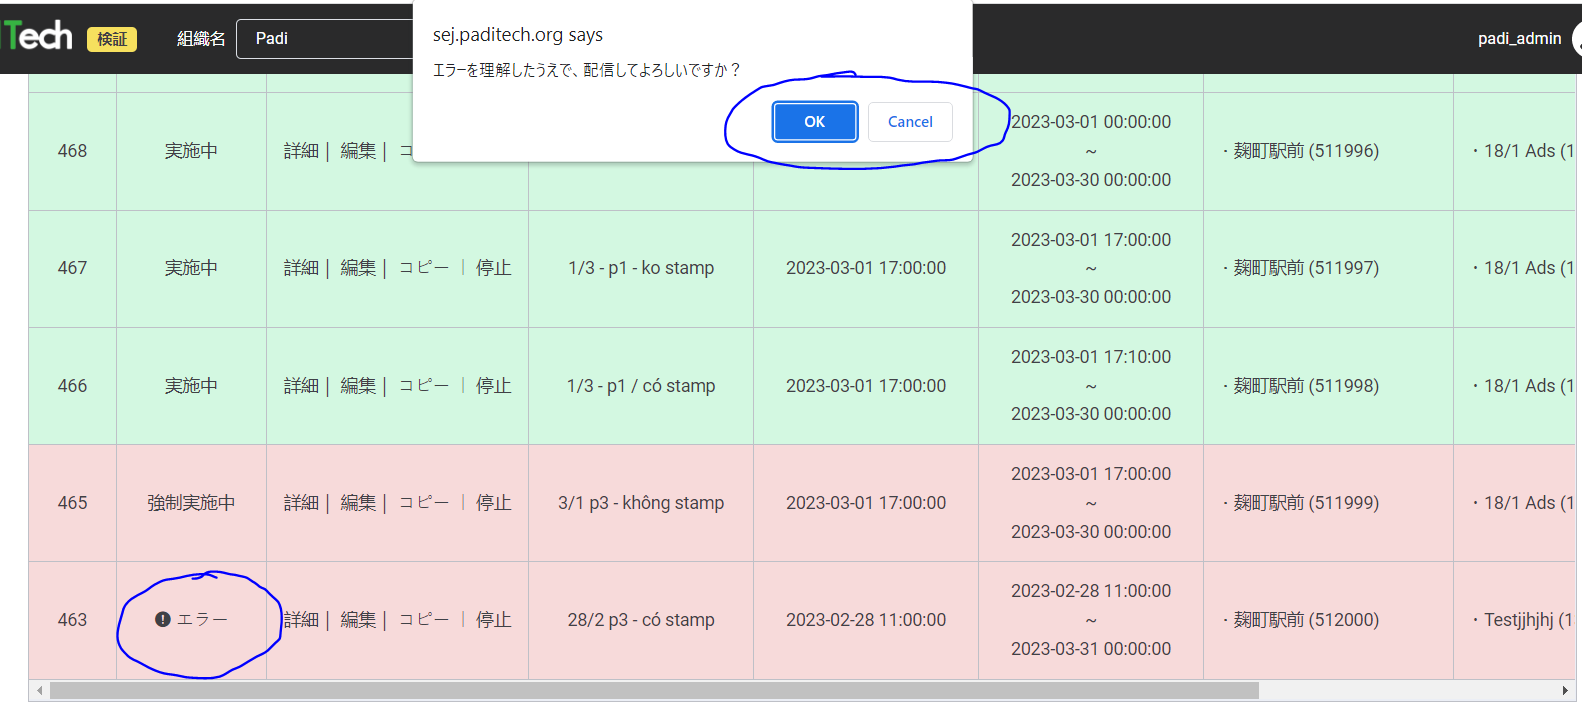 Tech 検証 組織名 Padi padi_admin
sej.paditech.org says
エラーを理解したうえで、配信してよろしいですか？
OK Cancel
468 実施中 詳細 | 編集 | 2023-03-01 00:00:00 ~ 2023-03-30 00:00:00 ・麹町駅前 (511996) ・18/1 Ads (1
467 実施中 詳細 | 編集 | コピー | 停止 1/3 - p1 - ko stamp 2023-03-01 17:00:00 2023-03-01 17:00:00 ~ 2023-03-30 00:00:00 ・麹町駅前 (511997) ・18/1 Ads (1
466 実施中 詳細 | 編集 | コピー | 停止 1/3 - p1 / có stamp 2023-03-01 17:00:00 2023-03-01 17:10:00 ~ 2023-03-30 00:00:00 ・麹町駅前 (511998) ・18/1 Ads (1
465 強制実施中 詳細 | 編集 | コピー | 停止 3/1 p3 - không stamp 2023-03-01 17:00:00 2023-03-01 17:00:00 ~ 2023-03-30 00:00:00 ・麹町駅前 (511999) ・18/1 Ads (1
463 エラー 詳細 | 編集 | コピー | 停止 28/2 p3 - có stamp 2023-02-28 11:00:00 2023-02-28 11:00:00 ~ 2023-03-31 00:00:00 ・麹町駅前 (512000) ・Testjjhjhj (1